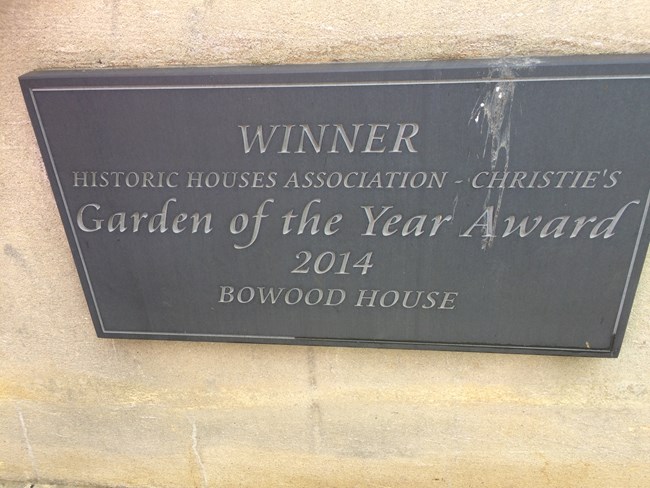 WINNER
HISTORIC HOUSES ASSOCIATION - CHRISTIE'S
Garden of the Year Award
2014
BOWOOD HOUSE